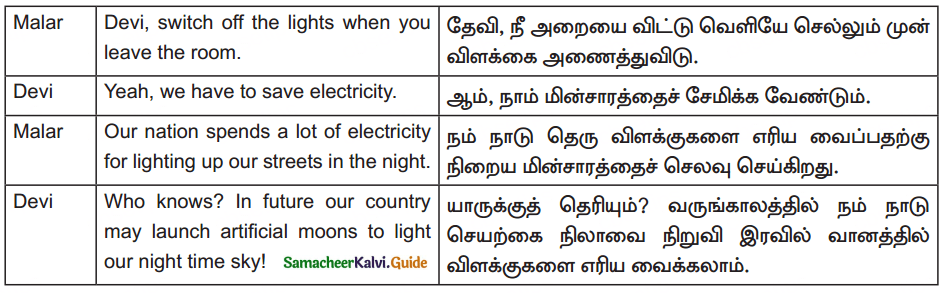 Malar
Devi, switch off the lights when you
leave the room.
தேவி, நீ அறையை விட்டு வெளியே செல்லும் முன்
விளக்கை அணைத்துவிடு.
Devi
Yeah, we have to save electricity.
ஆம், நாம் மின்சாரத்தைச் சேமிக்க வேண்டும்.
Malar
Our nation spends a lot of electricity
for lighting up our streets in the night.
நம் நாடு தெரு விளக்குகளை எரிய வைப்பதற்கு
நிறைய மின்சாரத்தைச் செலவு செய்கிறது.
Devi
Who knows? In future our country
may launch artificial moons to light
our night time sky!
SamacheerKalvi.Guide
யாருக்குத் தெரியும்? வருங்காலத்தில் நம் நாடு
செயற்கை நிலாவை நிறுவி இரவில் வானத்தில்
விளக்குகளை எரிய வைக்கலாம்.